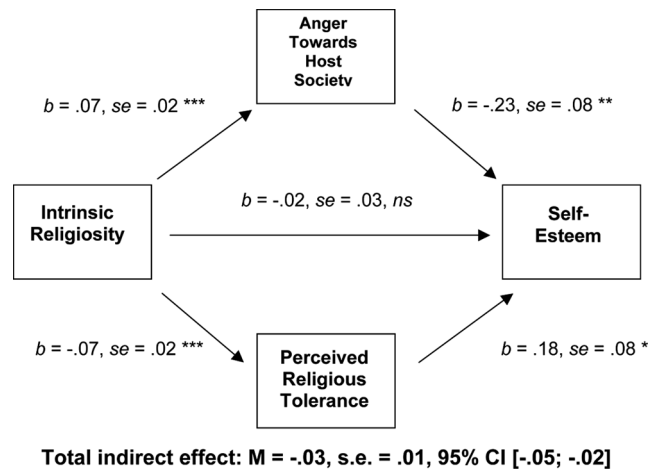 Anger
Towards
Host
Society
b = .07, se = .02 ***
b = -.23, se = .08 **
Intrinsic
Religiosity
b = -.02, se = .03, ns
Self-
Esteem
b = -.07, se = .02 ***
Perceived
Religious
Tolerance
b = .18, se = .08 *
Total indirect effect: M = -.03, s.e. = .01, 95% CI [-.05; -.02]